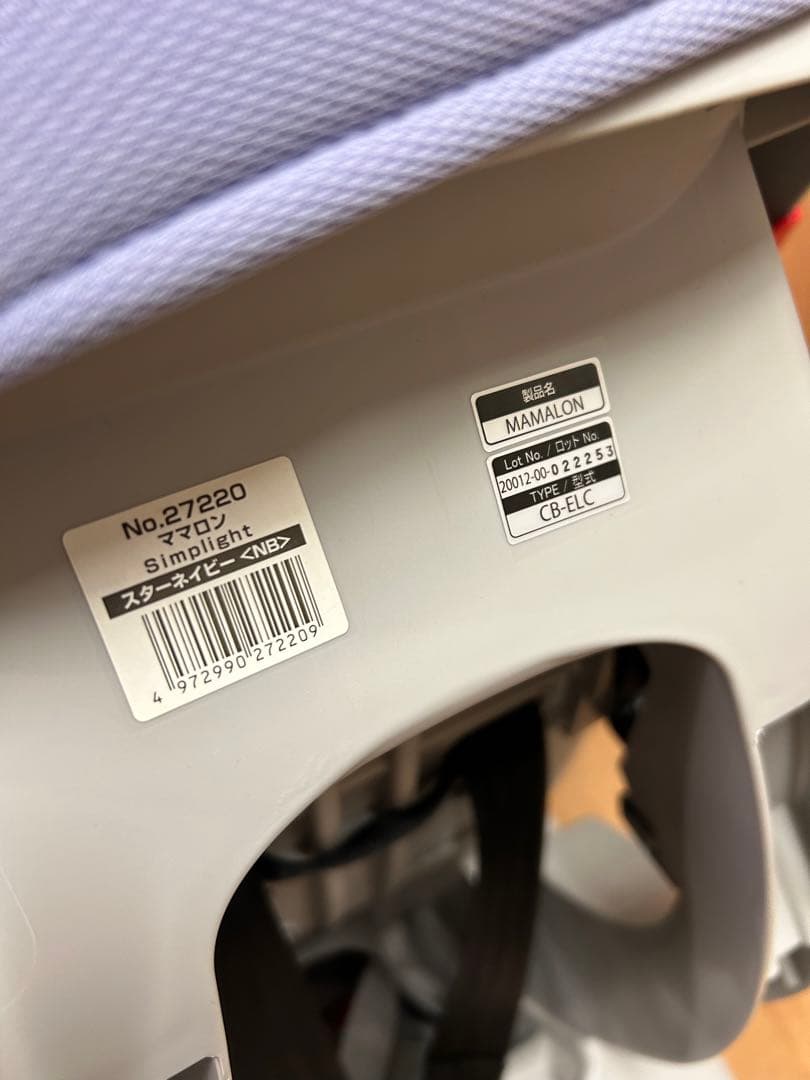 No.27220
ママロン
Simplight
スターネイビー<NB>
4 972990 272209
製品名
MAMALON
Lot No. / ロット No.
20012-00-022253
TYPE / 型式
CB-ELC